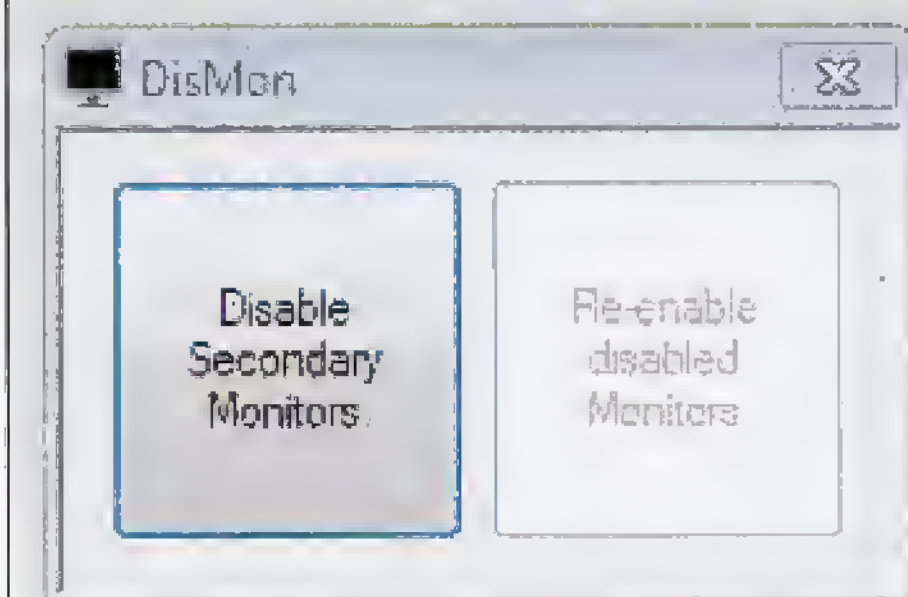 DisMon
Disable
Secondary
Monitors
Re-enable
disabled
Monitors